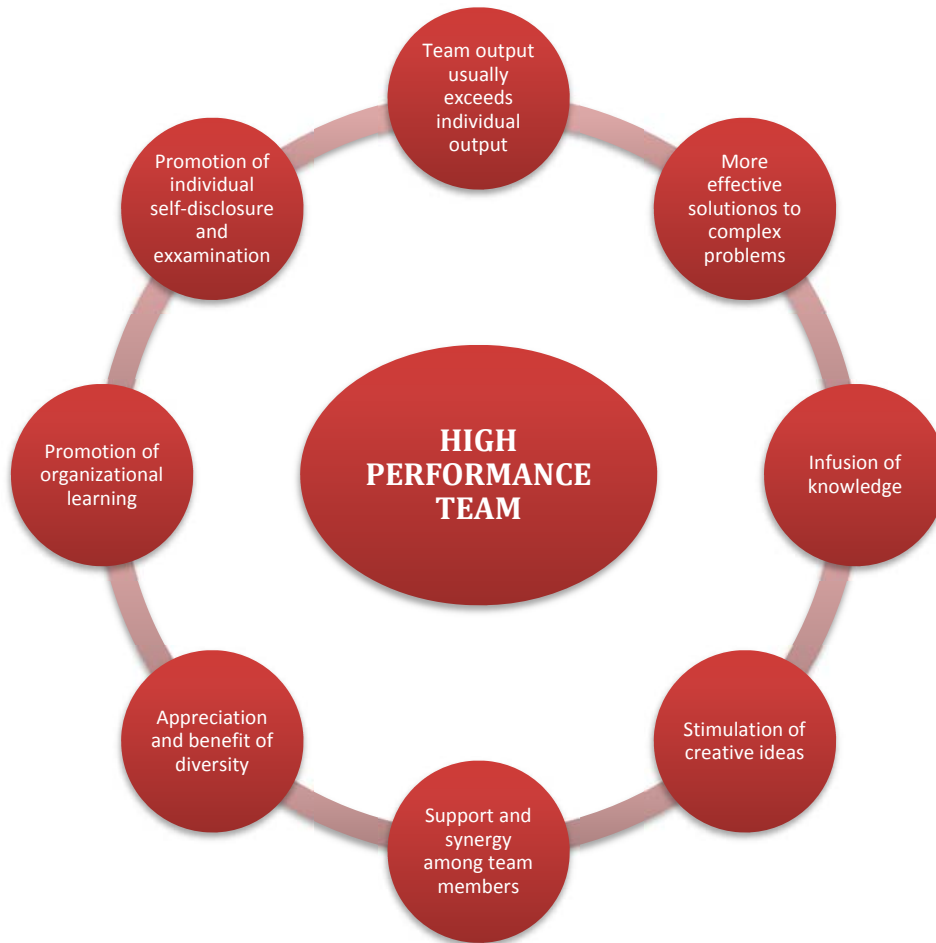 Team output
usually
exceeds
individual
output
More
effective
solutionos to
complex
problems
Infusion of
knowledge
Stimulation of
creative ideas
Support and
synergy
among team
members
Appreciation
and benefit of
diversity
Promotion of
organizational
learning
Promotion of
individual
self-disclosure
and
exxamination
HIGH
PERFORMANCE
TEAM